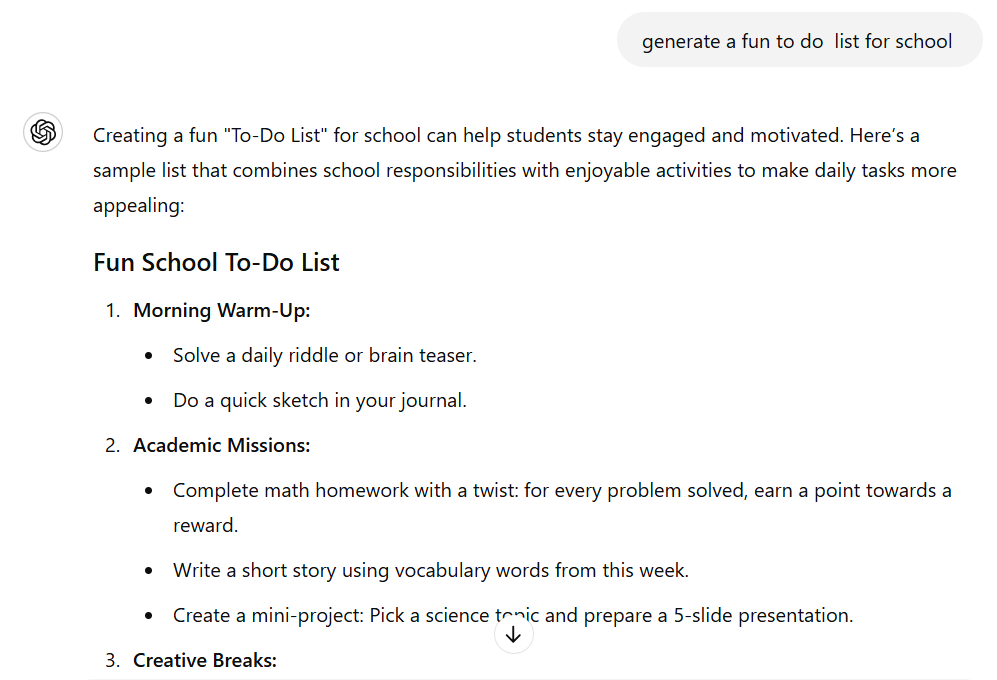 generate a fun to do  list for school
Creating a fun "To-Do List" for school can help students stay engaged and motivated. Here’s a
sample list that combines school responsibilities with enjoyable activities to make daily tasks more
appealing:
Fun School To-Do List
1. Morning Warm-Up:
• Solve a daily riddle or brain teaser.
• Do a quick sketch in your journal.
2. Academic Missions:
• Complete math homework with a twist: for every problem solved, earn a point towards a
reward.
• Write a short story using vocabulary words from this week.
• Create a mini-project: Pick a science topic and prepare a 5-slide presentation.
3. Creative Breaks: